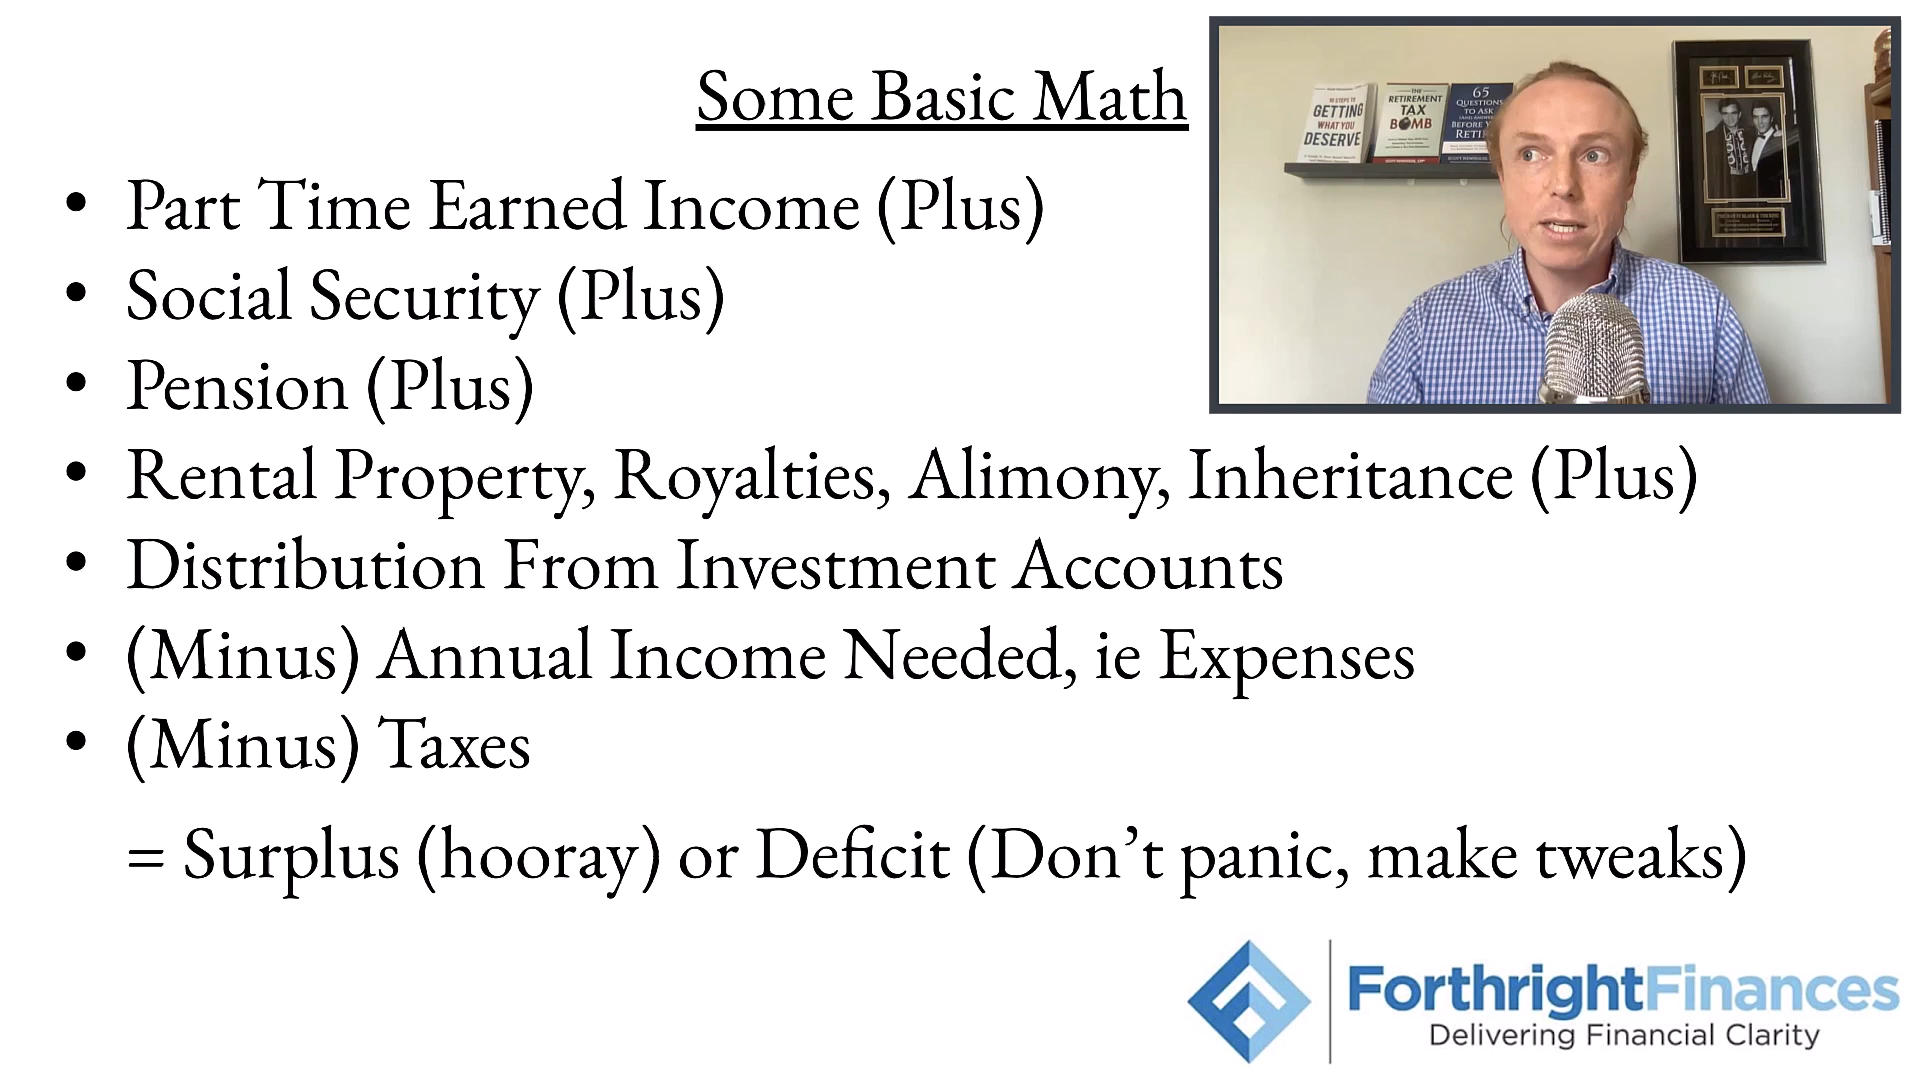 Some Basic Math
• Part Time Earned Income (Plus)
• Social Security (Plus)
• Pension (Plus)
• Rental Property, Royalties, Alimony, Inheritance (Plus)
• Distribution From Investment Accounts
• (Minus) Annual Income Needed, ie Expenses
• (Minus) Taxes
= Surplus (hooray) or Deficit (Don’t panic, make tweaks)
GETTING
WHAT YOU
DESERVE
THE
RETIREMENT
TAX
BOMB
65
QUESTIONS
TO ASK
BEFORE
ForthrightFinances
Delivering Financial Clarity